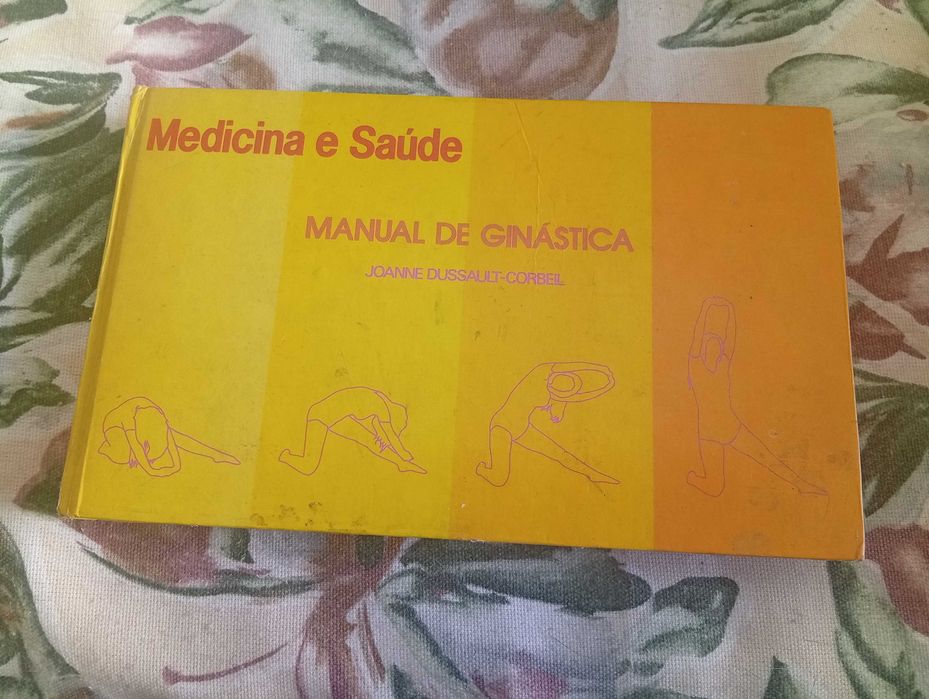 Medicina e Saúde
MANUAL DE GINÁSTICA
JOANNE DUSSAULT-CORBEIL